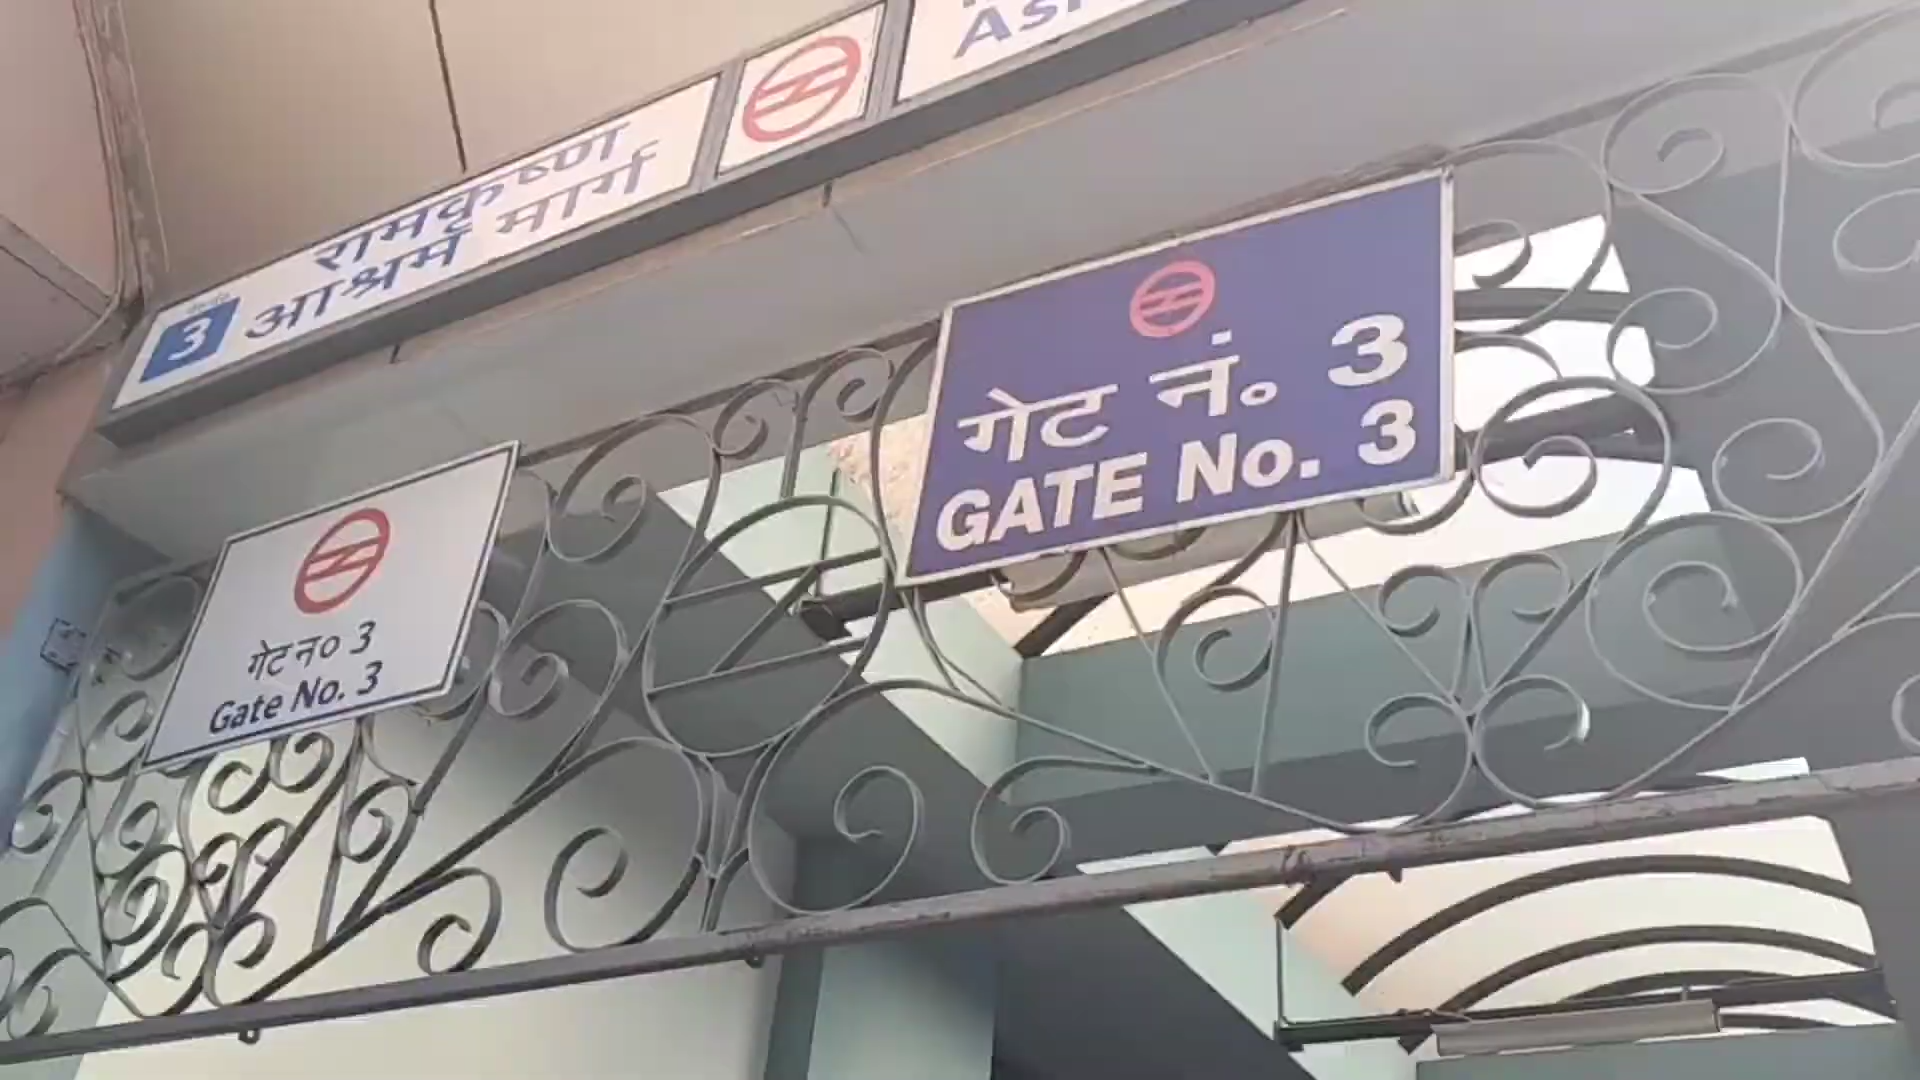 3
रामकृष्ण
आश्रम मार्ग
गेट नं॰ 3
GATE No. 3
गेट न० 3
Gate No. 3